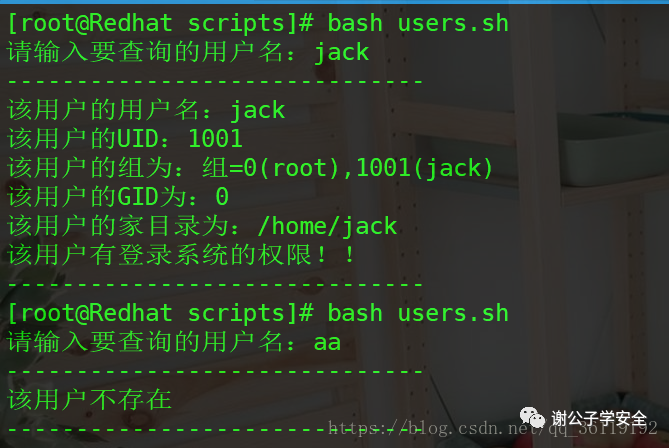 [root@Redhat scripts]# bash users.sh
请输入要查询的用户名：jack
------------------------------
该用户的用户名：jack
该用户的UID：1001
该用户的组为：组=0(root),1001(jack)
该用户的GID为：0
该用户的家目录为：/home/jack
该用户有登录系统的权限！！
------------------------------
[root@Redhat scripts]# bash users.sh
请输入要查询的用户名：aa
------------------------------
该用户不存在
------------------------------
谢公子学安全
https://blog.csdn.net/qq_36119192